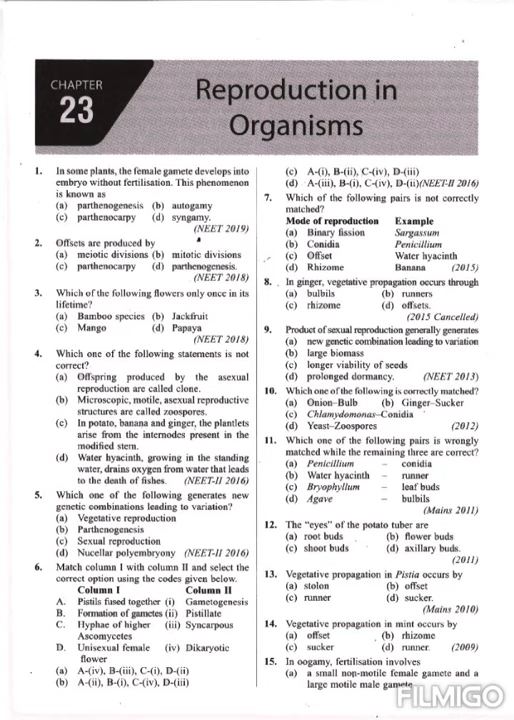 CHAPTER
23
Reproduction in
Organisms
1. In some plants, the female gamete develops into
embryo without fertilisation. This phenomenon
is known as
(a) parthenogenesis (b) autogamy
(c) parthenocarpy (d) syngamy.
(NEET 2019)
2. Offsets are produced by
(a) meiotic divisions (b) mitotic divisions
(c) parthenocarpy (d) parthenogenesis.
(NEET 2018)
3. Which of the following flowers only once in its
lifetime?
(a) Bamboo species (b) Jackfruit
(c) Mango (d) Papaya
(NEET 2018)
4. Which one of the following statements is not
correct?
(a) Offspring produced by the asexual
reproduction are called clone.
(b) Microscopic, motile, asexual reproductive
structures are called zoospores.
(c) In potato, banana and ginger, the plantlets
arise from the internodes present in the
modified stem.
(d) Water hyacinth, growing in the standing
water, drains oxygen from water that leads
to the death of fishes. (NEET-II 2016)
5. Which one of the following generates new
genetic combinations leading to variation?
(a) Vegetative reproduction
(b) Parthenogenesis
(c) Sexual reproduction
(d) Nucellar polyembryony (NEET-II 2016)
6. Match column I with column II and select the
correct option using the codes given below.
Column I Column II
A. Pistils fused together (i) Gametogenesis
B. Formation of gametes (ii) Pistillate
C. Hyphae of higher (iii) Syncarpous
Ascomycetes
D. Unisexual female (iv) Dikaryotic
flower
(a) A-(iv), B-(iii), C-(i), D-(ii)
(b) A-(ii), B-(i), C-(iv), D-(iii)
(c) A-(i), B-(ii), C-(iv), D-(iii)
(d) A-(iii), B-(i), C-(iv), D-(ii)(NEET-II 2016)
7. Which of the following pairs is not correctly
matched?
Mode of reproduction Example
(a) Binary fission Sargassum
(b) Conidia Penicillium
(c) Offset Water hyacinth
(d) Rhizome Banana (2015)
8. In ginger, vegetative propagation occurs through
(a) bulbils (b) runners
(c) rhizome (d) offsets.
(2015 Cancelled)
9. Product of sexual reproduction generally generates
(a) new genetic combination leading to variation
(b) large biomass
(c) longer viability of seeds
(d) prolonged dormancy. (NEET 2013)
10. Which one of the following is correctly matched?
(a) Onion–Bulb (b) Ginger–Sucker
(c) Chlamydomonas–Conidia
(d) Yeast–Zoospores (2012)
11. Which one of the following pairs is wrongly
matched while the remaining three are correct?
(a) Penicillium – conidia
(b) Water hyacinth – runner
(c) Bryophyllum – leaf buds
(d) Agave – bulbils
(Mains 2011)
12. The “eyes” of the potato tuber are
(a) root buds (b) flower buds
(c) shoot buds (d) axillary buds.
(2011)
13. Vegetative propagation in Pistia occurs by
(a) stolon (b) offset
(c) runner (d) sucker.
(Mains 2010)
14. Vegetative propagation in mint occurs by
(a) offset (b) rhizome
(c) sucker (d) runner. (2009)
15. In oogamy, fertilisation involves
(a) a small non-motile female gamete and a
large motile male gamete
FILMIGO